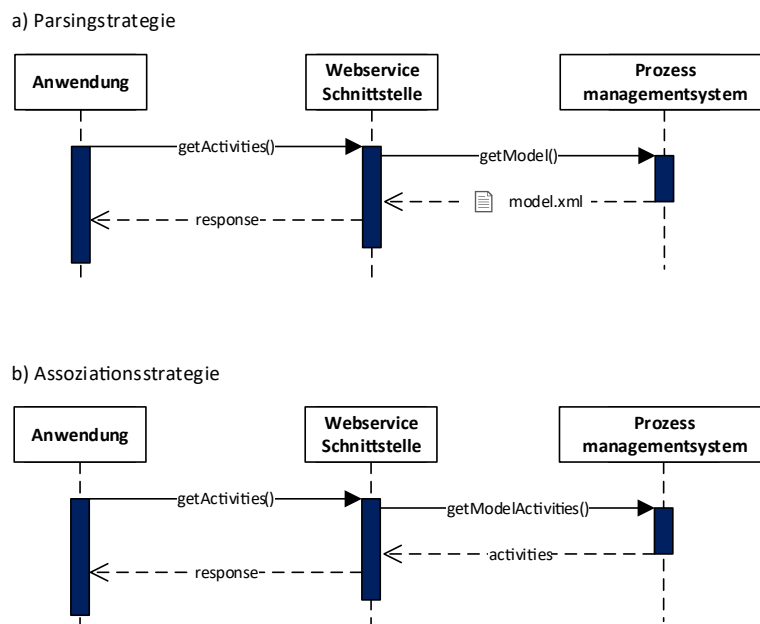 a) Parsingstrategie
Anwendung
Webservice
Schnittstelle
Prozess
managementsystem
getActivities()
getModel()
model.xml
response
b) Assoziationsstrategie
Anwendung
Webservice
Schnittstelle
Prozess
managementsystem
getActivities()
getModelActivities()
activities
response